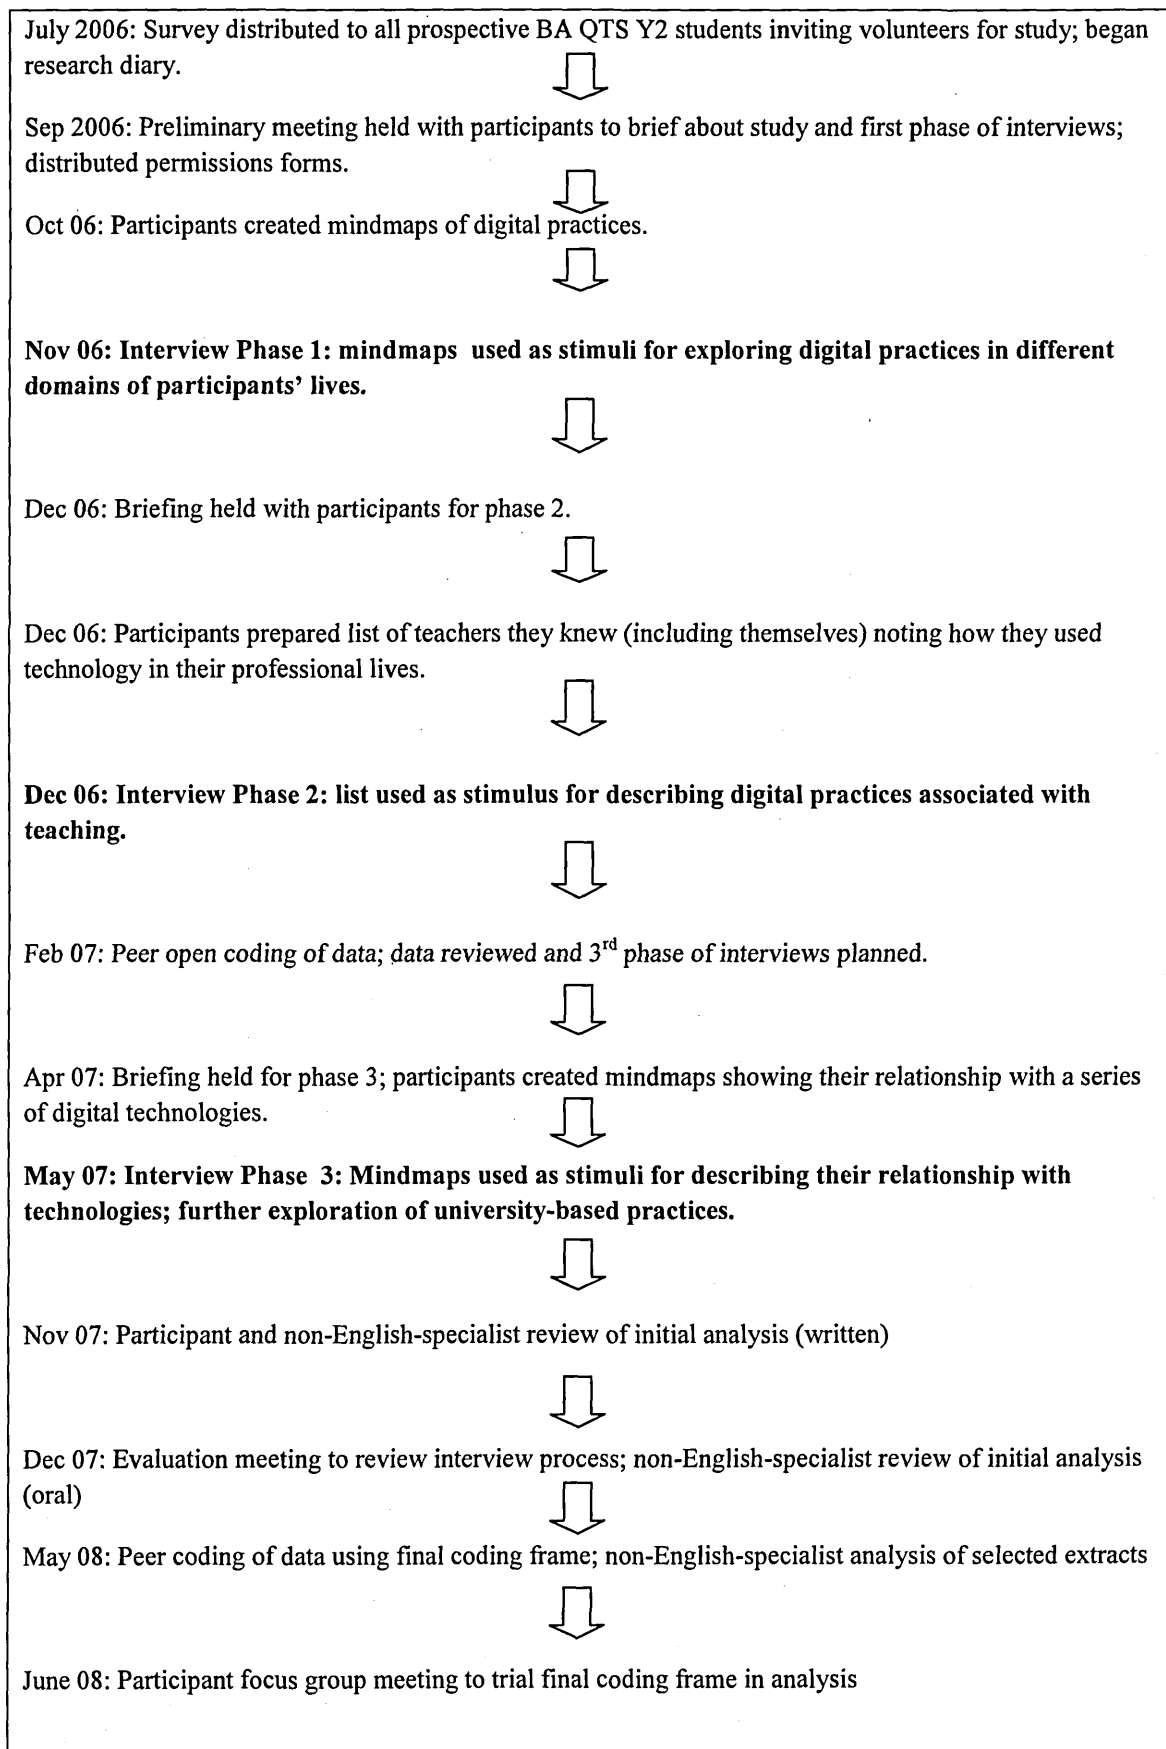 July 2006: Survey distributed to all prospective BA QTS Y2 students inviting volunteers for study; began
research diary.
Sep 2006: Preliminary meeting held with participants to brief about study and first phase of interviews;
distributed permissions forms.
Oct 06: Participants created mindmaps of digital practices.
Nov 06: Interview Phase 1: mindmaps used as stimuli for exploring digital practices in different
domains of participants' lives.
Dec 06: Briefing held with participants for phase 2.
Dec 06: Participants prepared list of teachers they knew (including themselves) noting how they used
technology in their professional lives.
Dec 06: Interview Phase 2: list used as stimulus for describing digital practices associated with
teaching.
Feb 07: Peer open coding of data; data reviewed and 3rd phase of interviews planned.
Apr 07: Briefing held for phase 3; participants created mindmaps showing their relationship with a series
of digital technologies.
May 07: Interview Phase 3: Mindmaps used as stimuli for describing their relationship with
technologies; further exploration of university-based practices.
Nov 07: Participant and non-English-specialist review of initial analysis (written)
Dec 07: Evaluation meeting to review interview process; non-English-specialist review of initial analysis
(oral)
May 08: Peer coding of data using final coding frame; non-English-specialist analysis of selected extracts
June 08: Participant focus group meeting to trial final coding frame in analysis